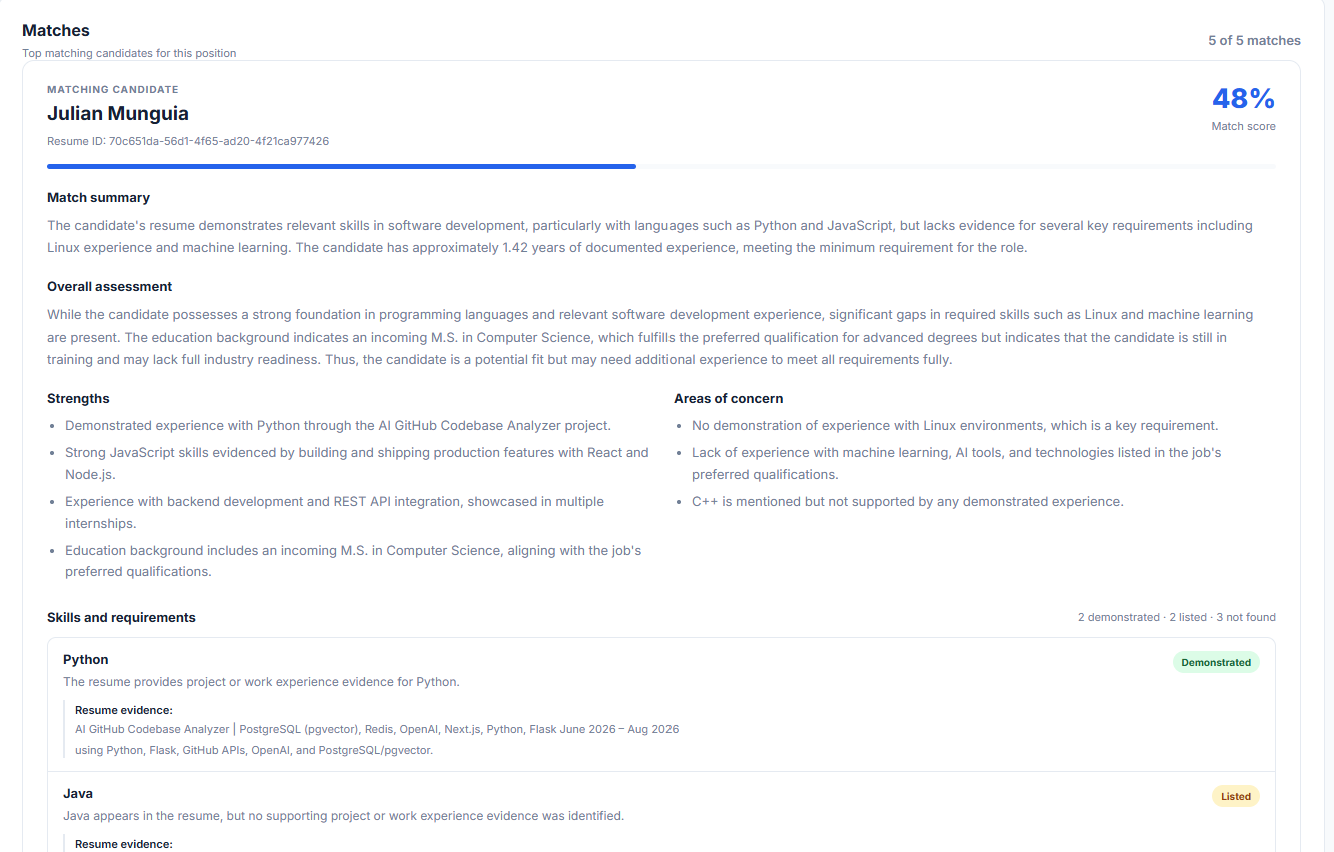 Matches
Top matching candidates for this position
5 of 5 matches
MATCHING CANDIDATE
Julian Munguia
Resume ID: 70c651da-56d1-4f65-ad20-4f21ca977426
48%
Match score
Match summary
The candidate's resume demonstrates relevant skills in software development, particularly with languages such as Python and JavaScript, but lacks evidence for several key requirements including
Linux experience and machine learning. The candidate has approximately 1.42 years of documented experience, meeting the minimum requirement for the role.
Overall assessment
While the candidate possesses a strong foundation in programming languages and relevant software development experience, significant gaps in required skills such as Linux and machine learning
are present. The education background indicates an incoming M.S. in Computer Science, which fulfills the preferred qualification for advanced degrees but indicates that the candidate is still in
training and may lack full industry readiness. Thus, the candidate is a potential fit but may need additional experience to meet all requirements fully.
Strengths
• Demonstrated experience with Python through the AI GitHub Codebase Analyzer project.
• Strong JavaScript skills evidenced by building and shipping production features with React and
Node.js.
• Experience with backend development and REST API integration, showcased in multiple
internships.
• Education background includes an incoming M.S. in Computer Science, aligning with the job's
preferred qualifications.
Areas of concern
• No demonstration of experience with Linux environments, which is a key requirement.
• Lack of experience with machine learning, AI tools, and technologies listed in the job's
preferred qualifications.
• C++ is mentioned but not supported by any demonstrated experience.
Skills and requirements
2 demonstrated · 2 listed · 3 not found
Python
Demonstrated
The resume provides project or work experience evidence for Python.
Resume evidence:
AI GitHub Codebase Analyzer | PostgreSQL (pgvector), Redis, OpenAI, Next.js, Python, Flask June 2026 – Aug 2026
using Python, Flask, GitHub APIs, OpenAI, and PostgreSQL/pgvector.
Java
Listed
Java appears in the resume, but no supporting project or work experience evidence was identified.
Resume evidence: